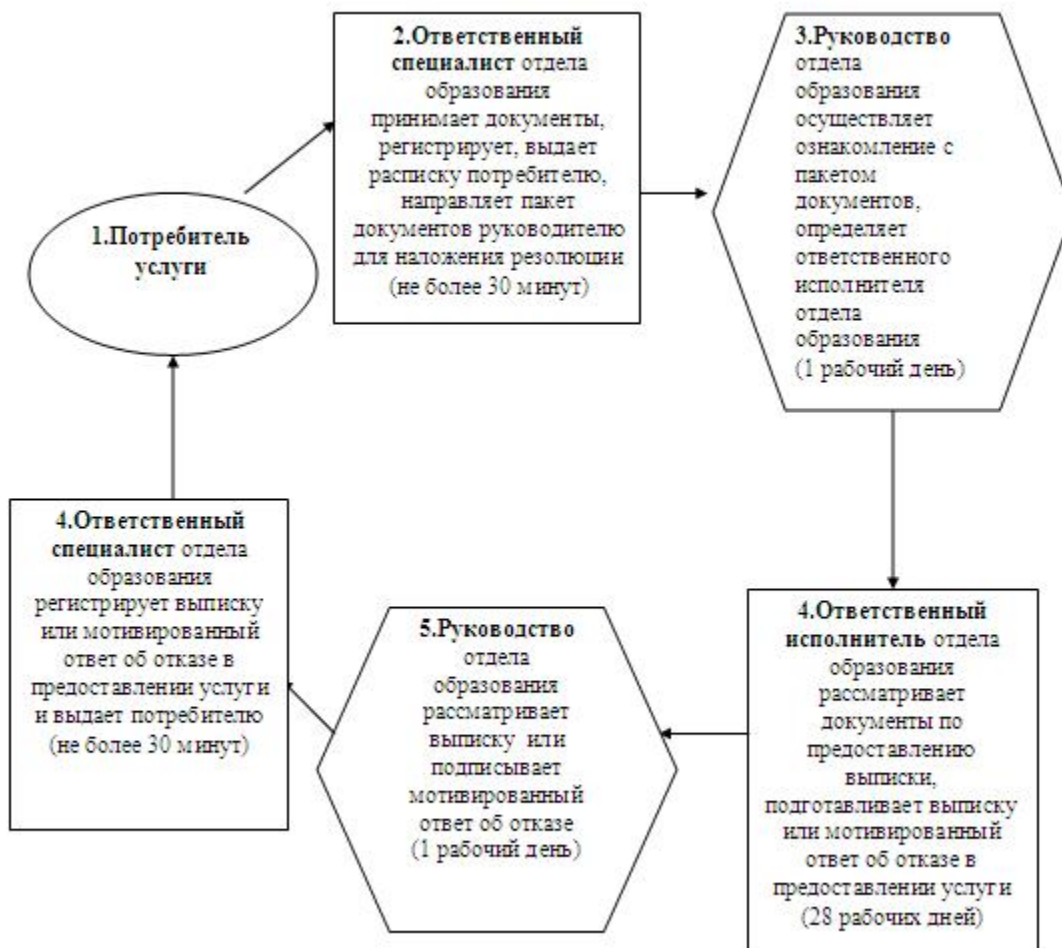 1.Потребитель
услуги
2.Ответственный
специалист отдела
образования
принимает документы,
регистрирует, выдает
расписку потребителю,
направляет пакет
документов руководителю
для наложения резолюции
(не более 30 минут)
3.Руководство
отдела
образования
осуществляет
ознакомление с
пакетом
документов,
определяет
ответственного
исполнителя
отдела
образования
(1 рабочий день)
4.Ответственный
исполнитель отдела
образования
рассматривает
документы по
предоставлению
выписки,
подготавливает выписку
или мотивированный
ответ об отказе в
предоставлении услуги
(28 рабочих дней)
5.Руководство
отдела
образования
рассматривает
выписку или
подписывает
мотивированный
ответ об отказе
(1 рабочий день)
4.Ответственный
специалист отдела
образования
регистрирует выписку
или мотивированный
ответ об отказе в
предоставлении услуги
и выдает потребителю
(не более 30 минут)